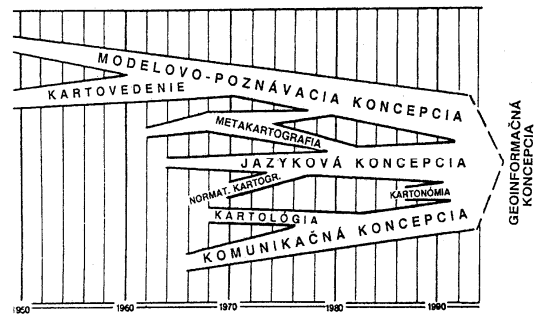 MODELOVO-POZNÁVACIA KONCEPCIA
KARTOVEDENIE
METAKARTOGRAFIA
JAZYKOVÁ KONCEPCIA
NORMAT. KARTOGR.
KARTONÓMIA
KARTOLÓGIA
KOMUNIKAČNÁ KONCEPCIA
GEOINFORMAČNÁ
KONCEPCIA
1950 1960 1970 1980 1990